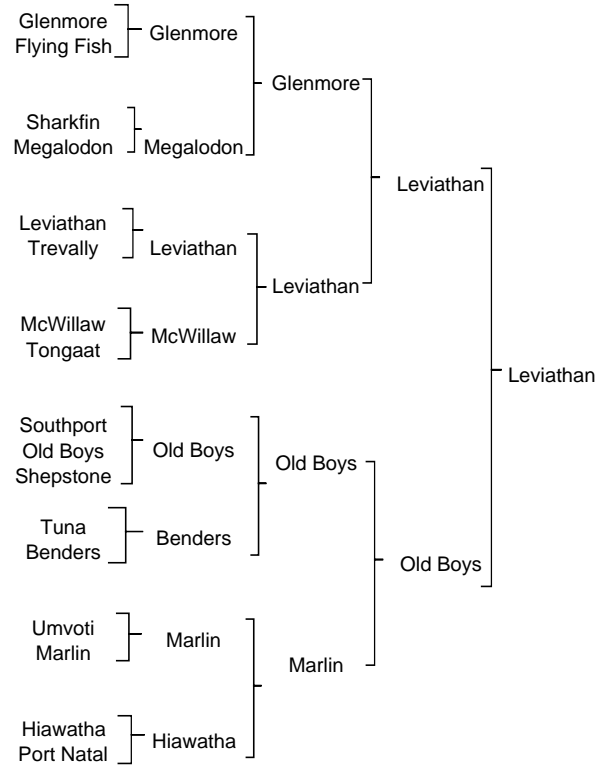 Glenmore
Flying Fish
Glenmore
Glenmore
Sharkfin
Megalodon
Megalodon
Leviathan
Leviathan
Trevally
Leviathan
Leviathan
McWillaw
Tongaat
McWillaw
Leviathan
Southport
Old Boys
Shepstone
Old Boys
Old Boys
Tuna
Benders
Benders
Old Boys
Umvoti
Marlin
Marlin
Marlin
Hiawatha
Port Natal
Hiawatha